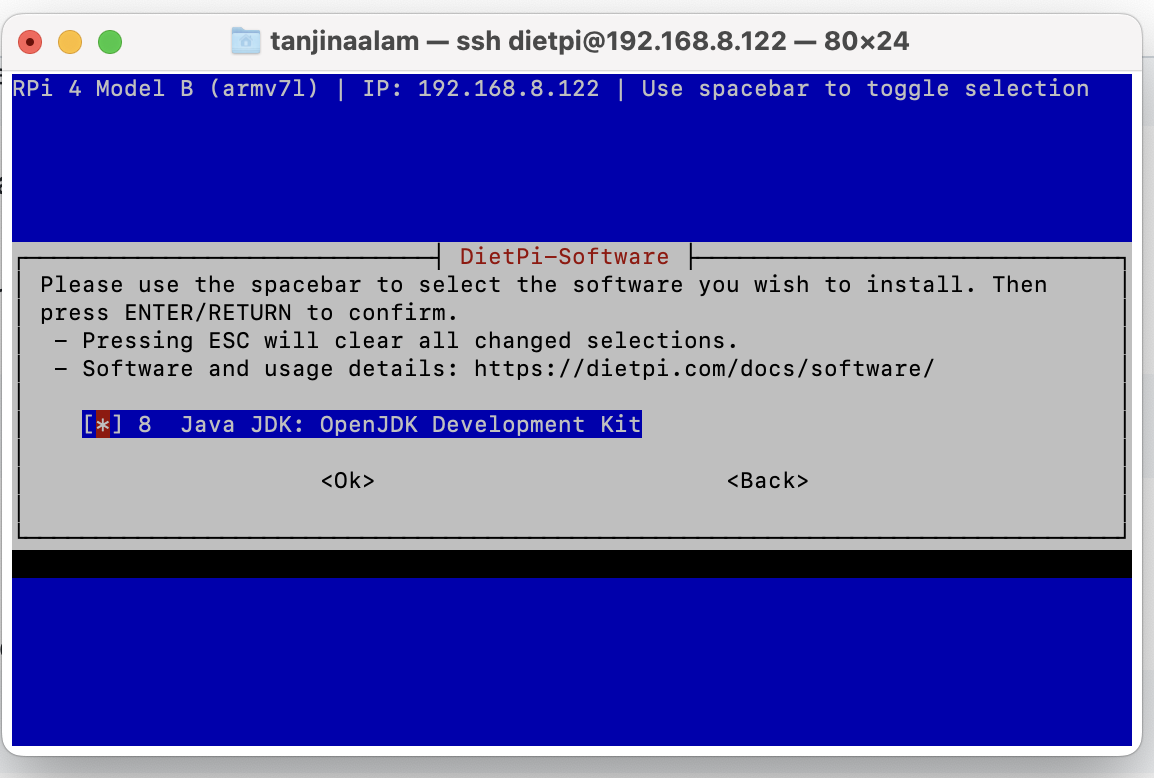 tanjinaalam — ssh dietpi@192.168.8.122 — 80×24
RPi 4 Model B (armv7l) | IP: 192.168.8.122 | Use spacebar to toggle selection
DietPi-Software
Please use the spacebar to select the software you wish to install. Then
press ENTER/RETURN to confirm.
– Pressing ESC will clear all changed selections.
– Software and usage details: https://dietpi.com/docs/software/
[*] 8  Java JDK: OpenJDK Development Kit
<Ok> <Back>